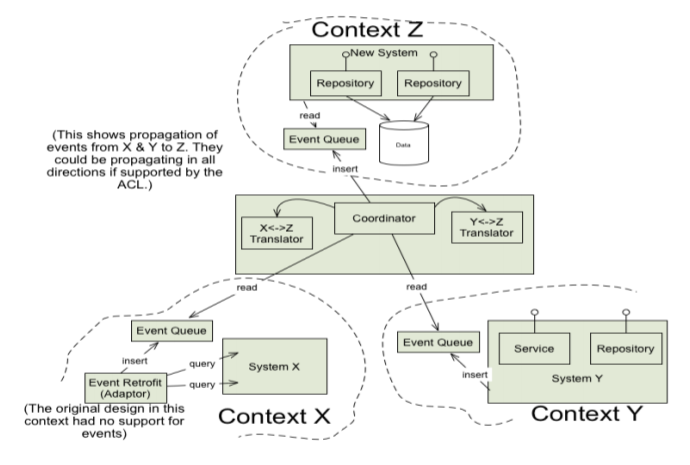 Context Z
New System
Repository
Repository
read
(This shows propagation of
events from X & Y to Z. They
could be propagating in all
directions if supported by the
ACL.)
Event Queue
Data
insert
X<->Z
Translator
Coordinator
Y<->Z
Translator
read
read
Event Queue
insert
query
query
System X
Event Retrofit
(Adaptor)
(The original design in this
context had no support for
events)
Context X
Event Queue
Service
Repository
insert
System Y
Context Y